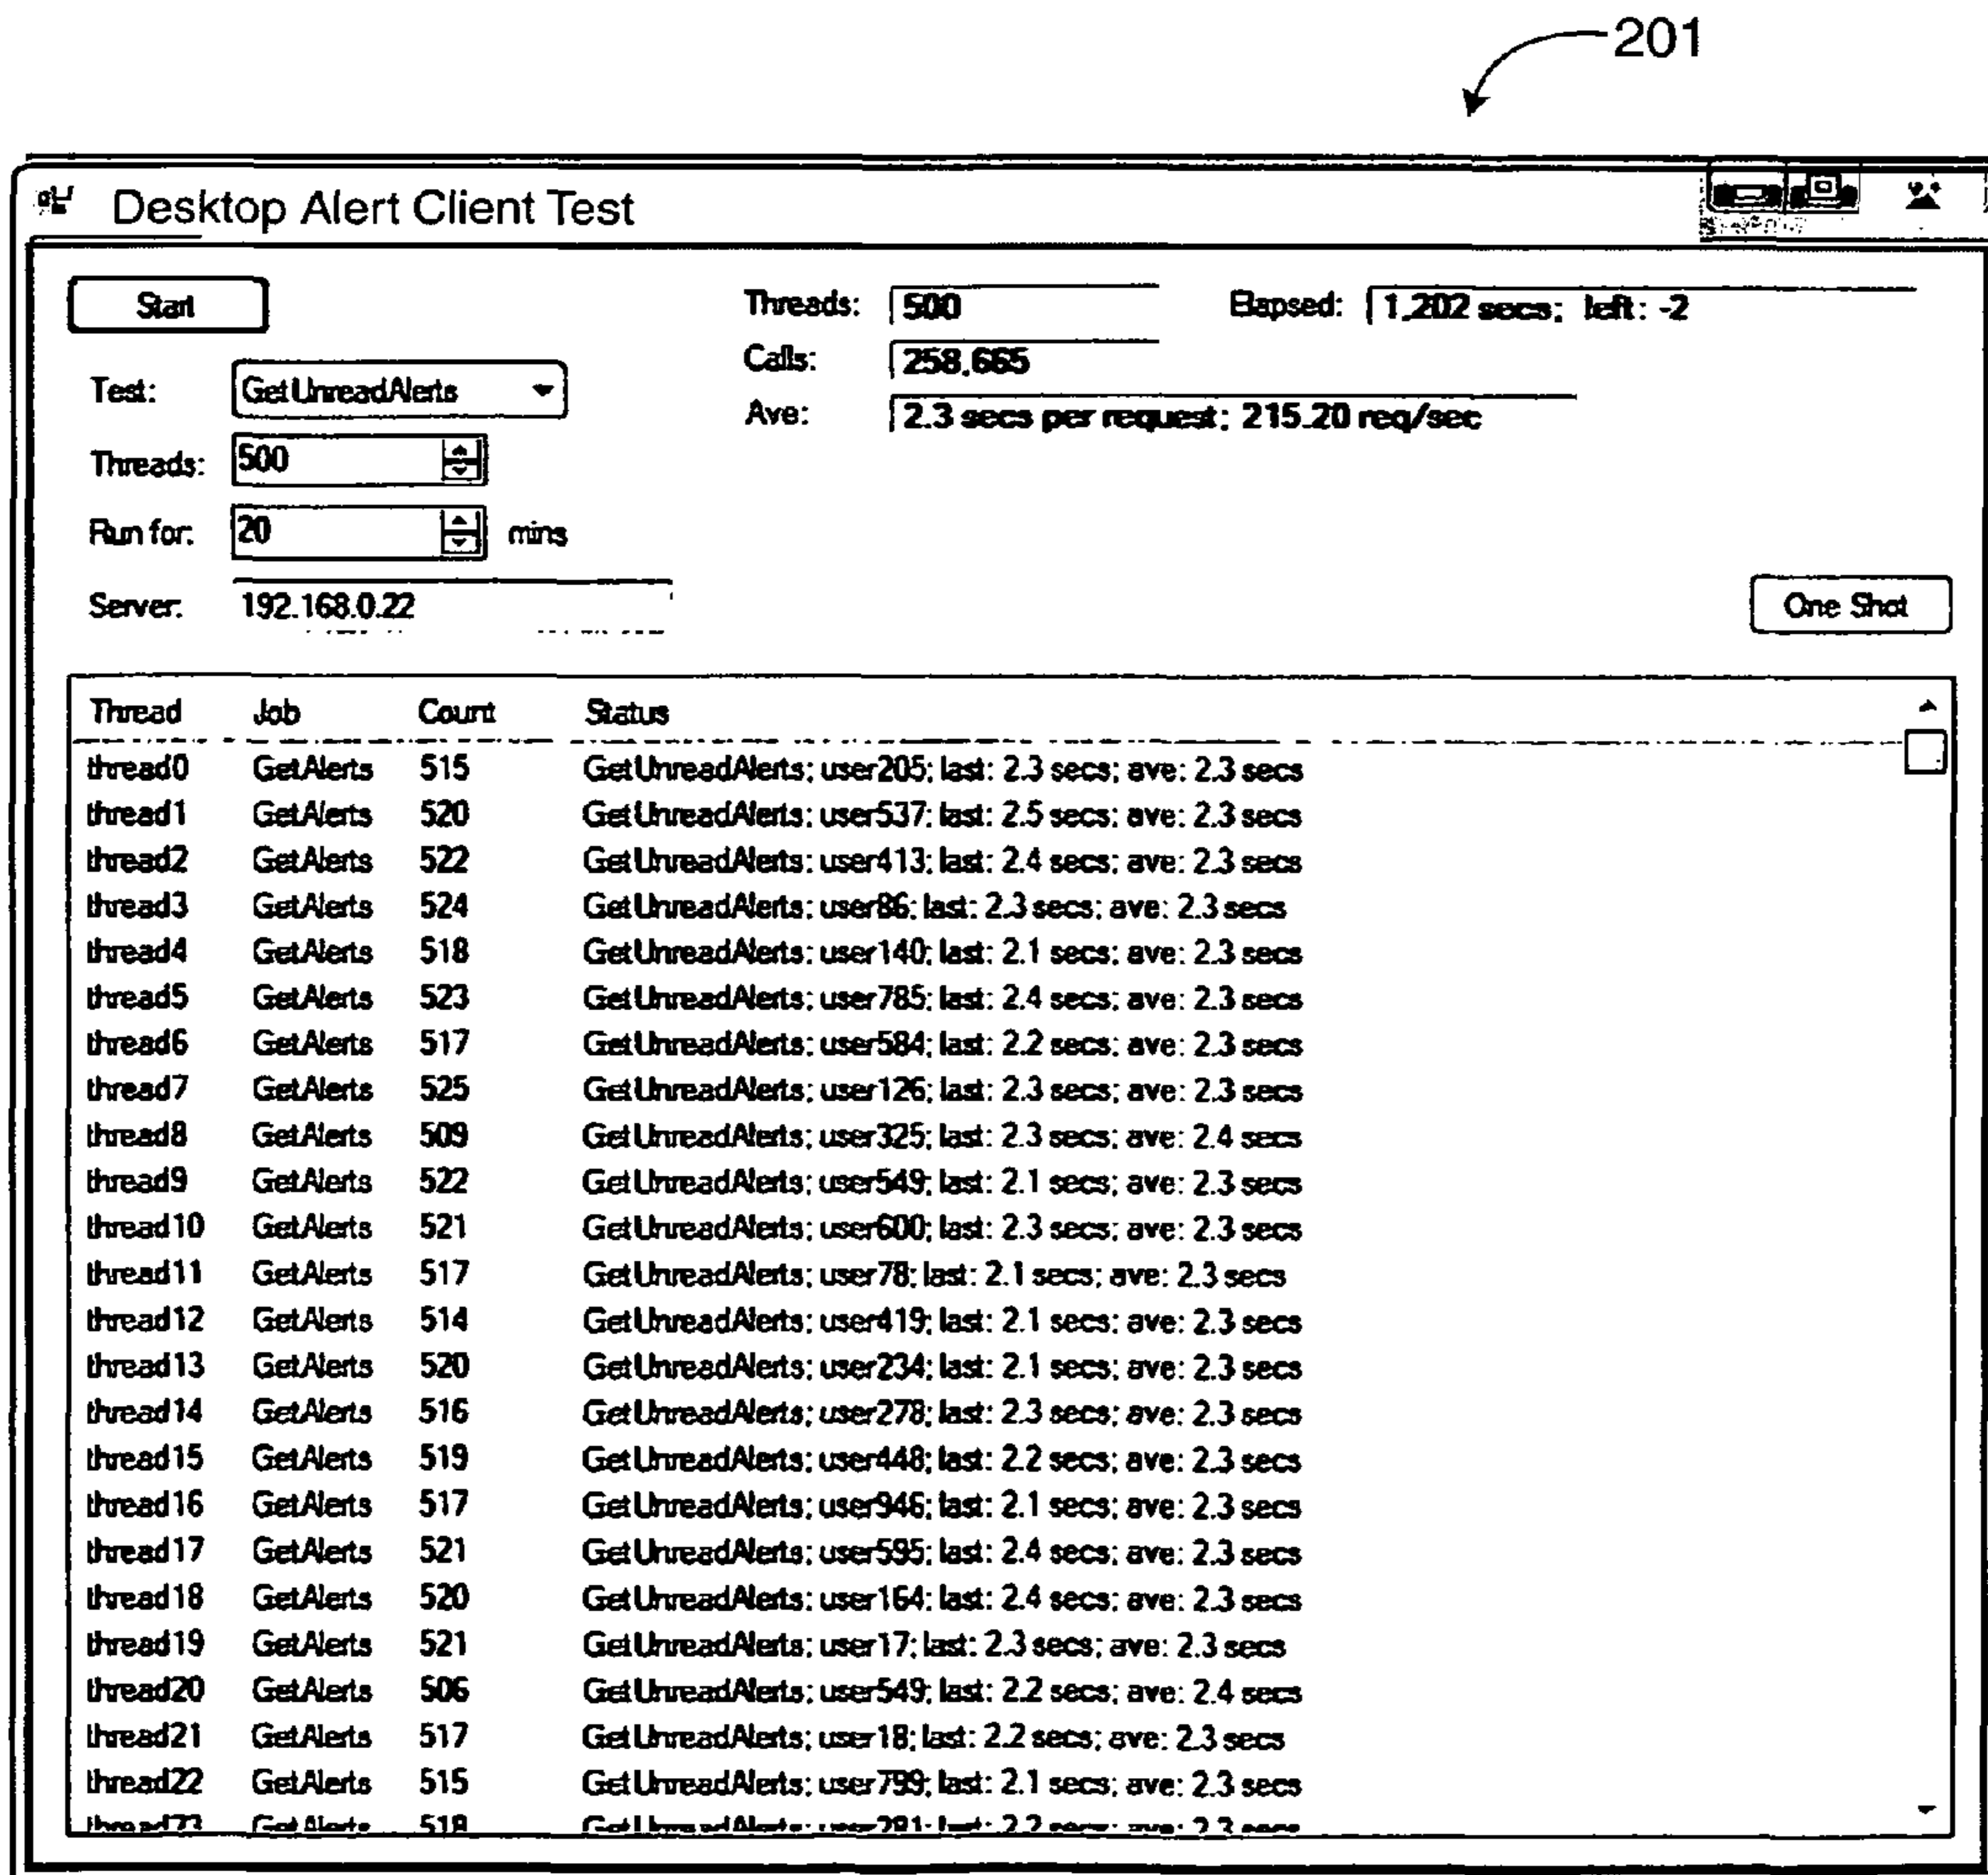 201
Desktop Alert Client Test
Start
Threads: 500 Elapsed: 1,202 secs; left: -2
Calls: 258,665
Test: GetUnreadAlerts
Ave: 2.3 secs per request; 215.20 req/sec
Threads: 500
Run for: 20 mins
Server: 192.168.0.22
One Shot
Thread Job Count Status
thread0 GetAlerts 515 GetUnreadAlerts; user205; last: 2.3 secs; ave: 2.3 secs
thread1 GetAlerts 520 GetUnreadAlerts; user537; last: 2.5 secs; ave: 2.3 secs
thread2 GetAlerts 522 GetUnreadAlerts; user413; last: 2.4 secs; ave: 2.3 secs
thread3 GetAlerts 524 GetUnreadAlerts; user86; last: 2.3 secs; ave: 2.3 secs
thread4 GetAlerts 518 GetUnreadAlerts; user140; last: 2.1 secs; ave: 2.3 secs
thread5 GetAlerts 523 GetUnreadAlerts; user785; last: 2.4 secs; ave: 2.3 secs
thread6 GetAlerts 517 GetUnreadAlerts; user584; last: 2.2 secs; ave: 2.3 secs
thread7 GetAlerts 525 GetUnreadAlerts; user126; last: 2.3 secs; ave: 2.3 secs
thread8 GetAlerts 509 GetUnreadAlerts; user325; last: 2.3 secs; ave: 2.4 secs
thread9 GetAlerts 522 GetUnreadAlerts; user549; last: 2.1 secs; ave: 2.3 secs
thread10 GetAlerts 521 GetUnreadAlerts; user600; last: 2.3 secs; ave: 2.3 secs
thread11 GetAlerts 517 GetUnreadAlerts; user78; last: 2.1 secs; ave: 2.3 secs
thread12 GetAlerts 514 GetUnreadAlerts; user419; last: 2.1 secs; ave: 2.3 secs
thread13 GetAlerts 520 GetUnreadAlerts; user234; last: 2.1 secs; ave: 2.3 secs
thread14 GetAlerts 516 GetUnreadAlerts; user278; last: 2.3 secs; ave: 2.3 secs
thread15 GetAlerts 519 GetUnreadAlerts; user448; last: 2.2 secs; ave: 2.3 secs
thread16 GetAlerts 517 GetUnreadAlerts; user946; last: 2.1 secs; ave: 2.3 secs
thread17 GetAlerts 521 GetUnreadAlerts; user595; last: 2.4 secs; ave: 2.3 secs
thread18 GetAlerts 520 GetUnreadAlerts; user164; last: 2.4 secs; ave: 2.3 secs
thread19 GetAlerts 521 GetUnreadAlerts; user17; last: 2.3 secs; ave: 2.3 secs
thread20 GetAlerts 506 GetUnreadAlerts; user549; last: 2.2 secs; ave: 2.4 secs
thread21 GetAlerts 517 GetUnreadAlerts; user18; last: 2.2 secs; ave: 2.3 secs
thread22 GetAlerts 515 GetUnreadAlerts; user799; last: 2.1 secs; ave: 2.3 secs
thread23 GetAlerts 518 GetUnreadAlerts; user281; last: 2.2 secs; ave: 2.3 secs